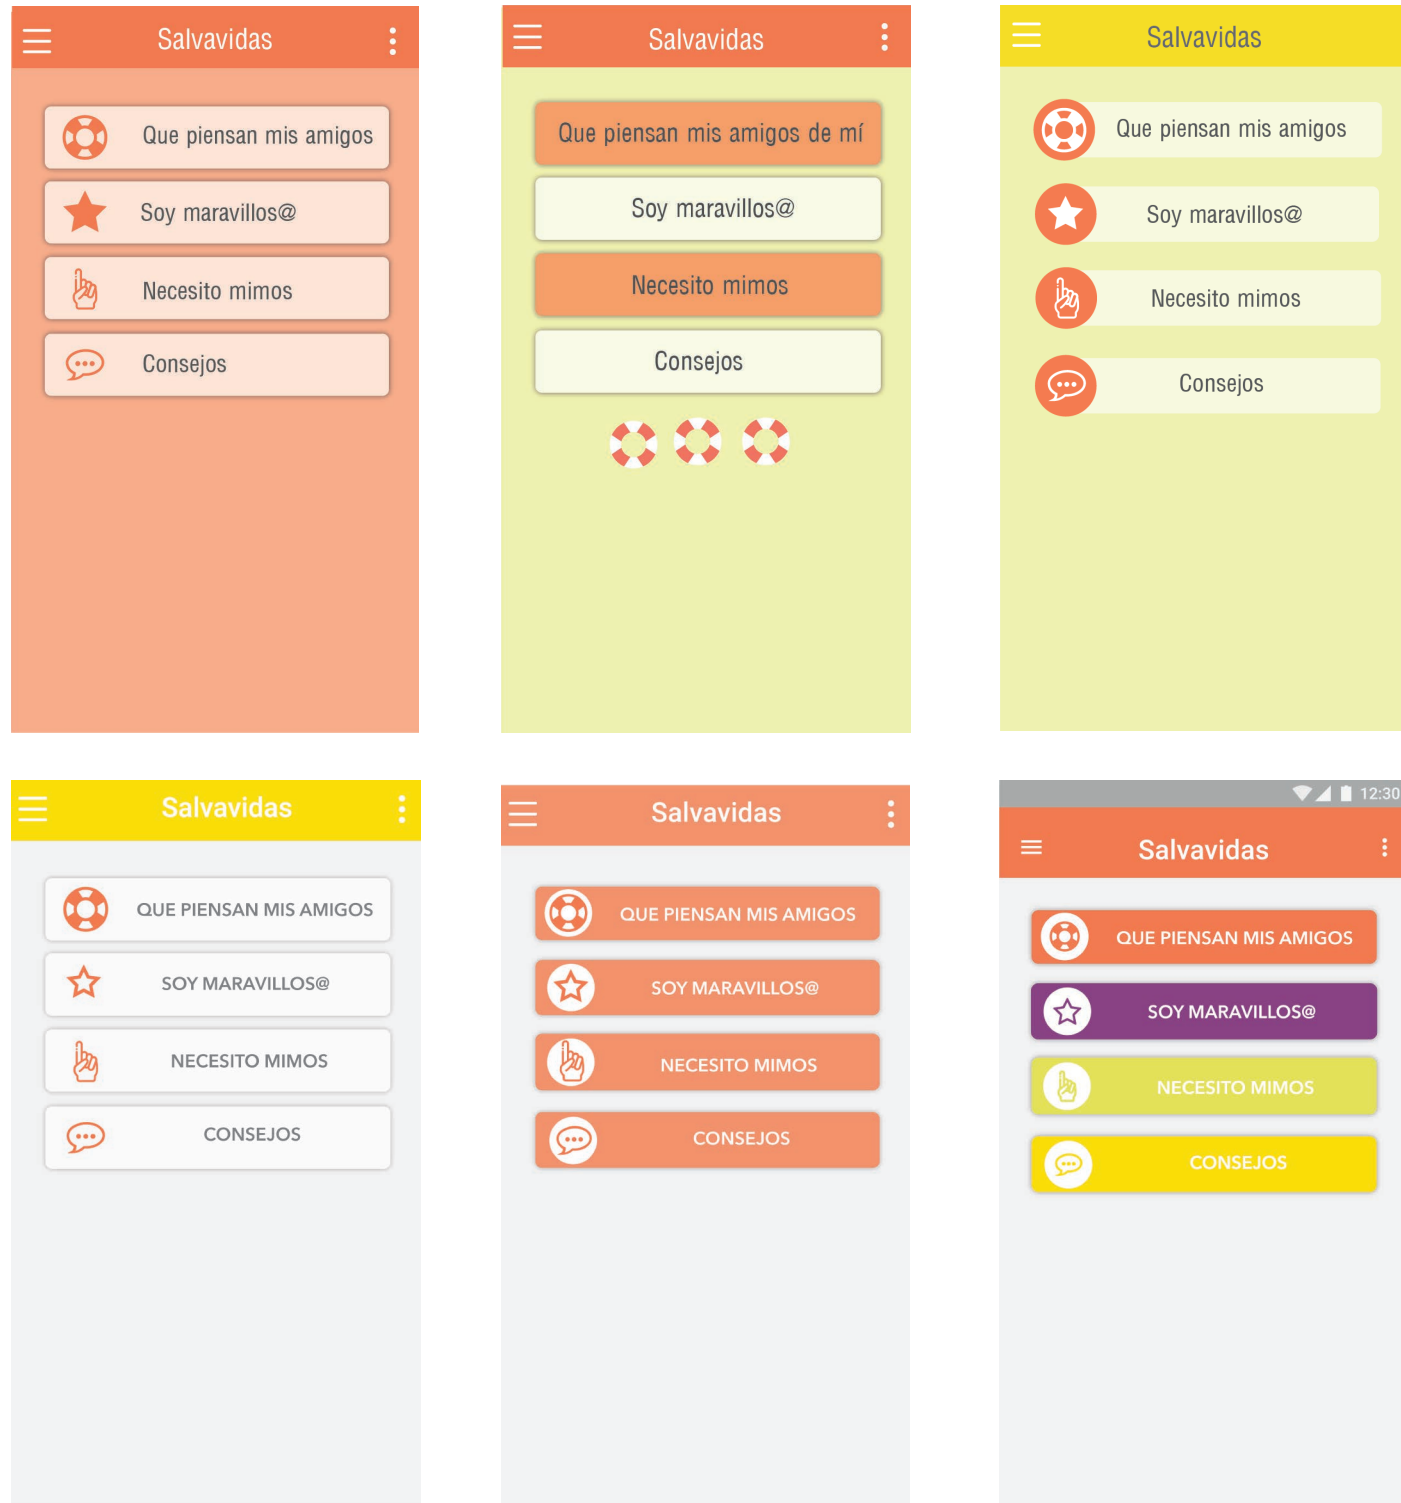 Salvavidas
Que piensan mis amigos
Soy maravillos@
Necesito mimos
Consejos
Salvavidas
Que piensan mis amigos de mí
Soy maravillos@
Necesito mimos
Consejos
Salvavidas
Que piensan mis amigos
Soy maravillos@
Necesito mimos
Consejos
Salvavidas
QUE PIENSAN MIS AMIGOS
SOY MARAVILLOS@
NECESITO MIMOS
CONSEJOS
Salvavidas
QUE PIENSAN MIS AMIGOS
SOY MARAVILLOS@
NECESITO MIMOS
CONSEJOS
12:30
Salvavidas
QUE PIENSAN MIS AMIGOS
SOY MARAVILLOS@
NECESITO MIMOS
CONSEJOS